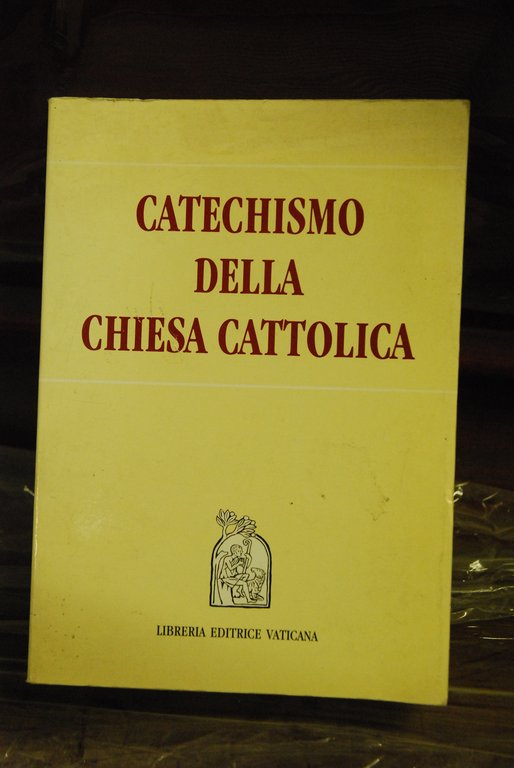 CATECHISMO
DELLA
CHIESA CATTOLICA
LIBRERIA EDITRICE VATICANA